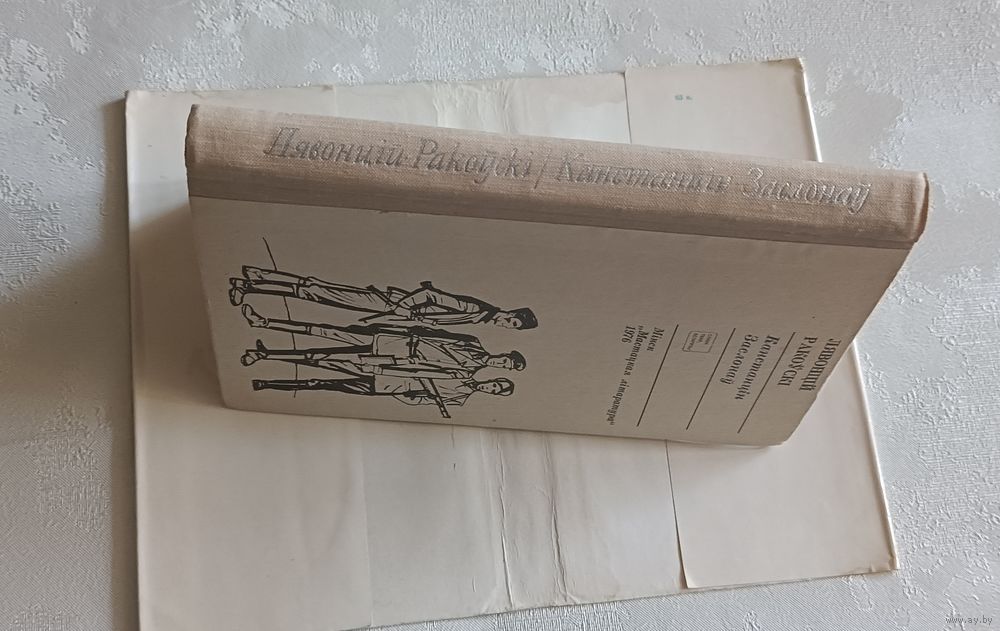 Лявонцій Ракоўскі / Канстанцін Заслонаў
ЛЯВОНЦІЙ
РАКОЎСКІ
Канстанцін
Заслонаў
Мінск
„Мастацкая літаратура“
1976
www.ay.by